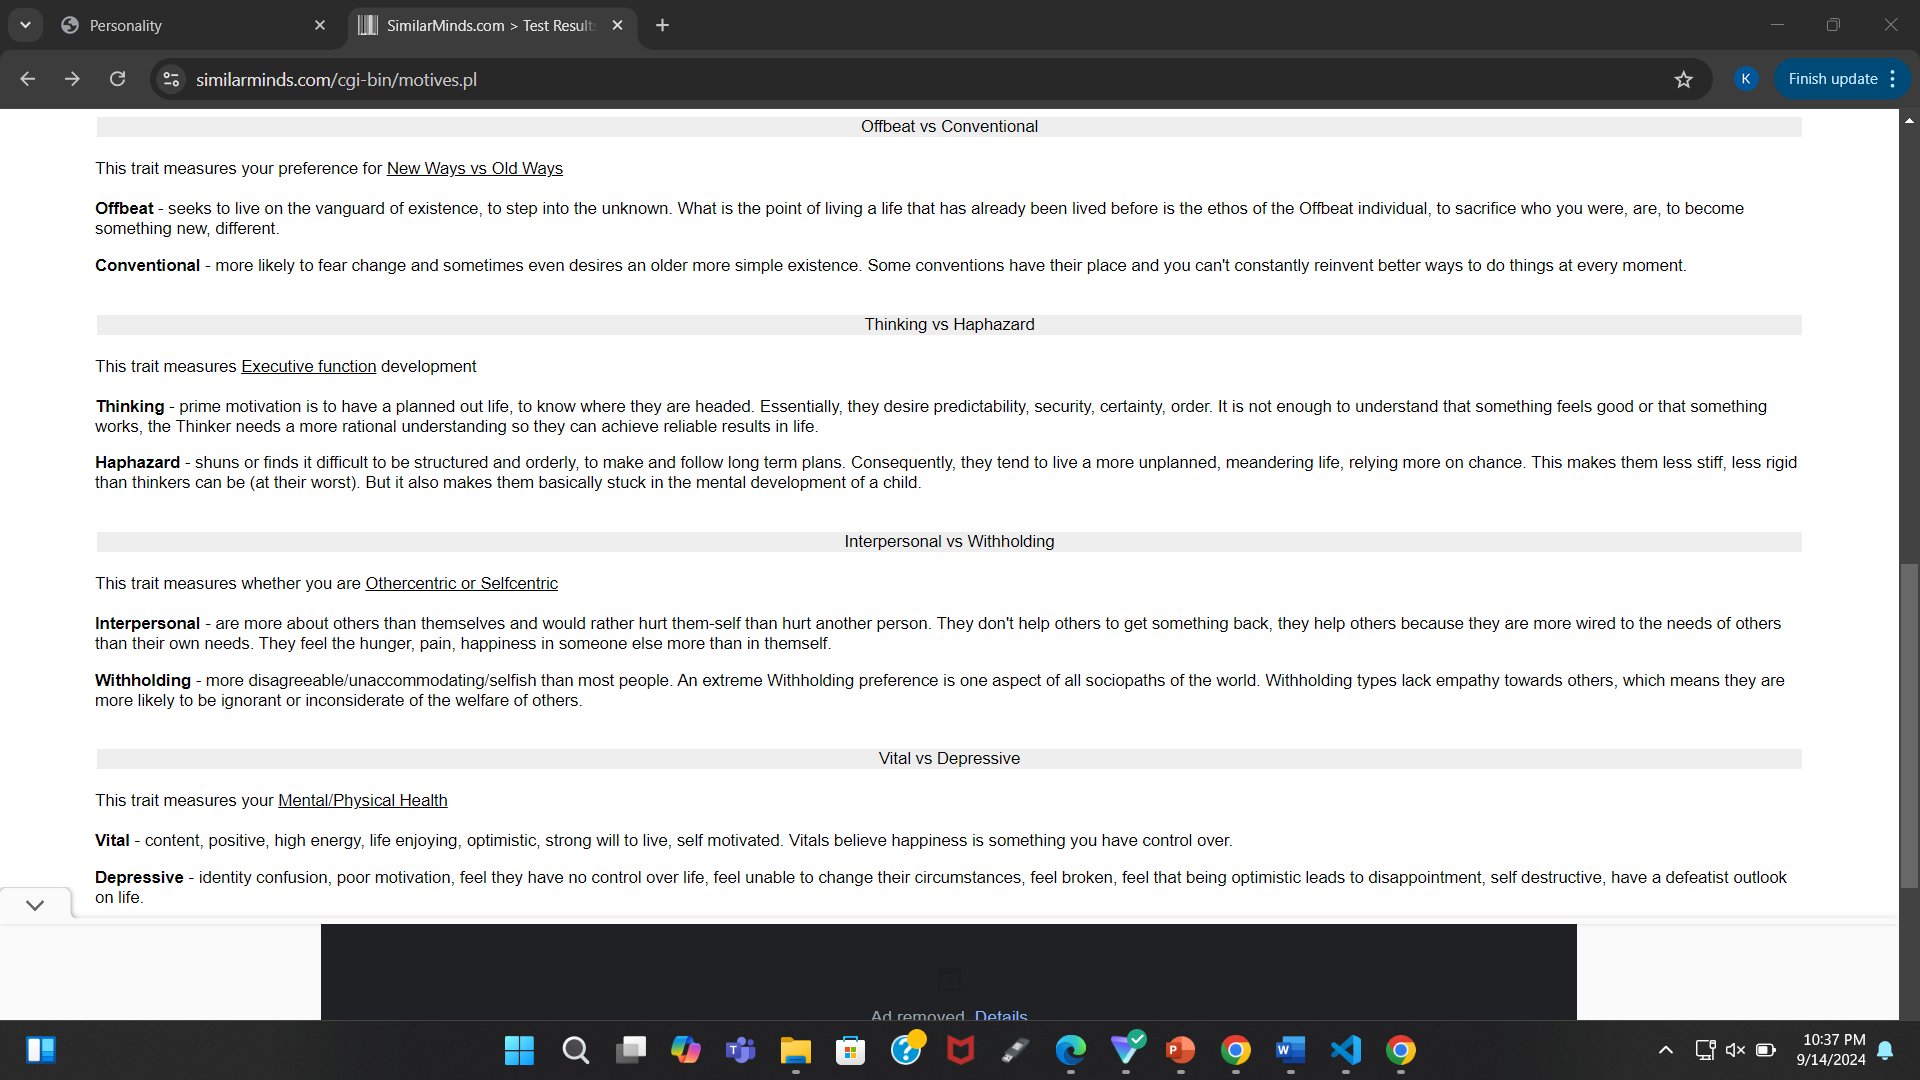 Personality
SimilarMinds.com > Test Results
similarminds.com/cgi-bin/motives.pl
K
Finish update
Offbeat vs Conventional
This trait measures your preference for New Ways vs Old Ways
Offbeat - seeks to live on the vanguard of existence, to step into the unknown. What is the point of living a life that has already been lived before is the ethos of the Offbeat individual, to sacrifice who you were, are, to become
something new, different.
Conventional - more likely to fear change and sometimes even desires an older more simple existence. Some conventions have their place and you can't constantly reinvent better ways to do things at every moment.
Thinking vs Haphazard
This trait measures Executive function development
Thinking - prime motivation is to have a planned out life, to know where they are headed. Essentially, they desire predictability, security, certainty, order. It is not enough to understand that something feels good or that something
works, the Thinker needs a more rational understanding so they can achieve reliable results in life.
Haphazard - shuns or finds it difficult to be structured and orderly, to make and follow long term plans. Consequently, they tend to live a more unplanned, meandering life, relying more on chance. This makes them less stiff, less rigid
than thinkers can be (at their worst). But it also makes them basically stuck in the mental development of a child.
Interpersonal vs Withholding
This trait measures whether you are Othercentric or Selfcentric
Interpersonal - are more about others than themselves and would rather hurt them-self than hurt another person. They don't help others to get something back, they help others because they are more wired to the needs of others
than their own needs. They feel the hunger, pain, happiness in someone else more than in themself.
Withholding - more disagreeable/unaccommodating/selfish than most people. An extreme Withholding preference is one aspect of all sociopaths of the world. Withholding types lack empathy towards others, which means they are
more likely to be ignorant or inconsiderate of the welfare of others.
Vital vs Depressive
This trait measures your Mental/Physical Health
Vital - content, positive, high energy, life enjoying, optimistic, strong will to live, self motivated. Vitals believe happiness is something you have control over.
Depressive - identity confusion, poor motivation, feel they have no control over life, feel unable to change their circumstances, feel broken, feel that being optimistic leads to disappointment, self destructive, have a defeatist outlook
on life.
Ad removed. Details
10:37 PM
9/14/2024